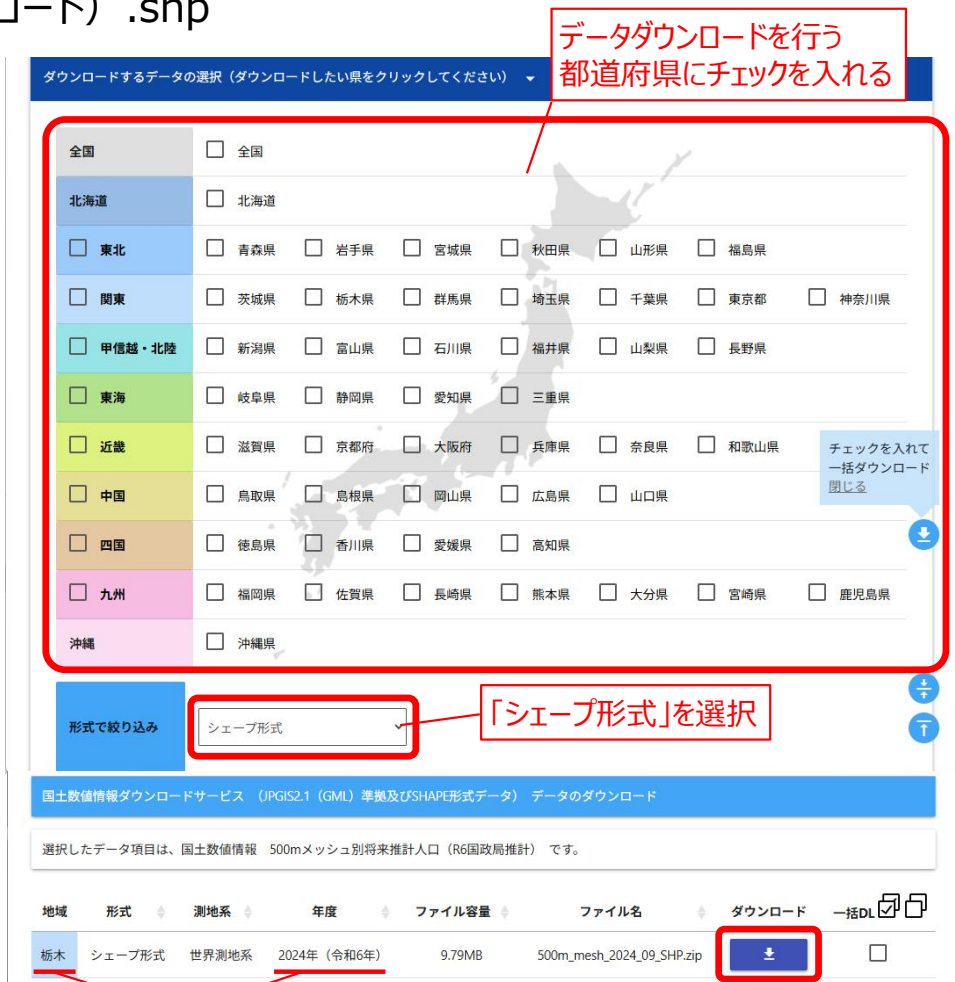 コード）.shp
データダウンロードを行う
都道府県にチェックを入れる
ダウンロードするデータの選択（ダウンロードしたい県をクリックしてください）
全国 全国
北海道 北海道
東北 青森県 岩手県 宮城県 秋田県 山形県 福島県
関東 茨城県 栃木県 群馬県 埼玉県 千葉県 東京都 神奈川県
甲信越・北陸 新潟県 富山県 石川県 福井県 山梨県 長野県
東海 岐阜県 静岡県 愛知県 三重県
近畿 滋賀県 京都府 大阪府 兵庫県 奈良県 和歌山県
チェックを入れて
一括ダウンロード
閉じる
中国 鳥取県 島根県 岡山県 広島県 山口県
四国 徳島県 香川県 愛媛県 高知県
九州 福岡県 佐賀県 長崎県 熊本県 大分県 宮崎県 鹿児島県
沖縄 沖縄県
形式で絞り込み シェープ形式
「シェープ形式」を選択
国土数値情報ダウンロードサービス （JPGIS2.1（GML）準拠及びSHAPE形式データ） データのダウンロード
選択したデータ項目は、国土数値情報 500mメッシュ別将来推計人口（R6国政局推計） です。
地域 形式 測地系 年度 ファイル容量 ファイル名 ダウンロード 一括DL
栃木 シェープ形式 世界測地系 2024年（令和6年） 9.79MB 500m_mesh_2024_09_SHP.zip